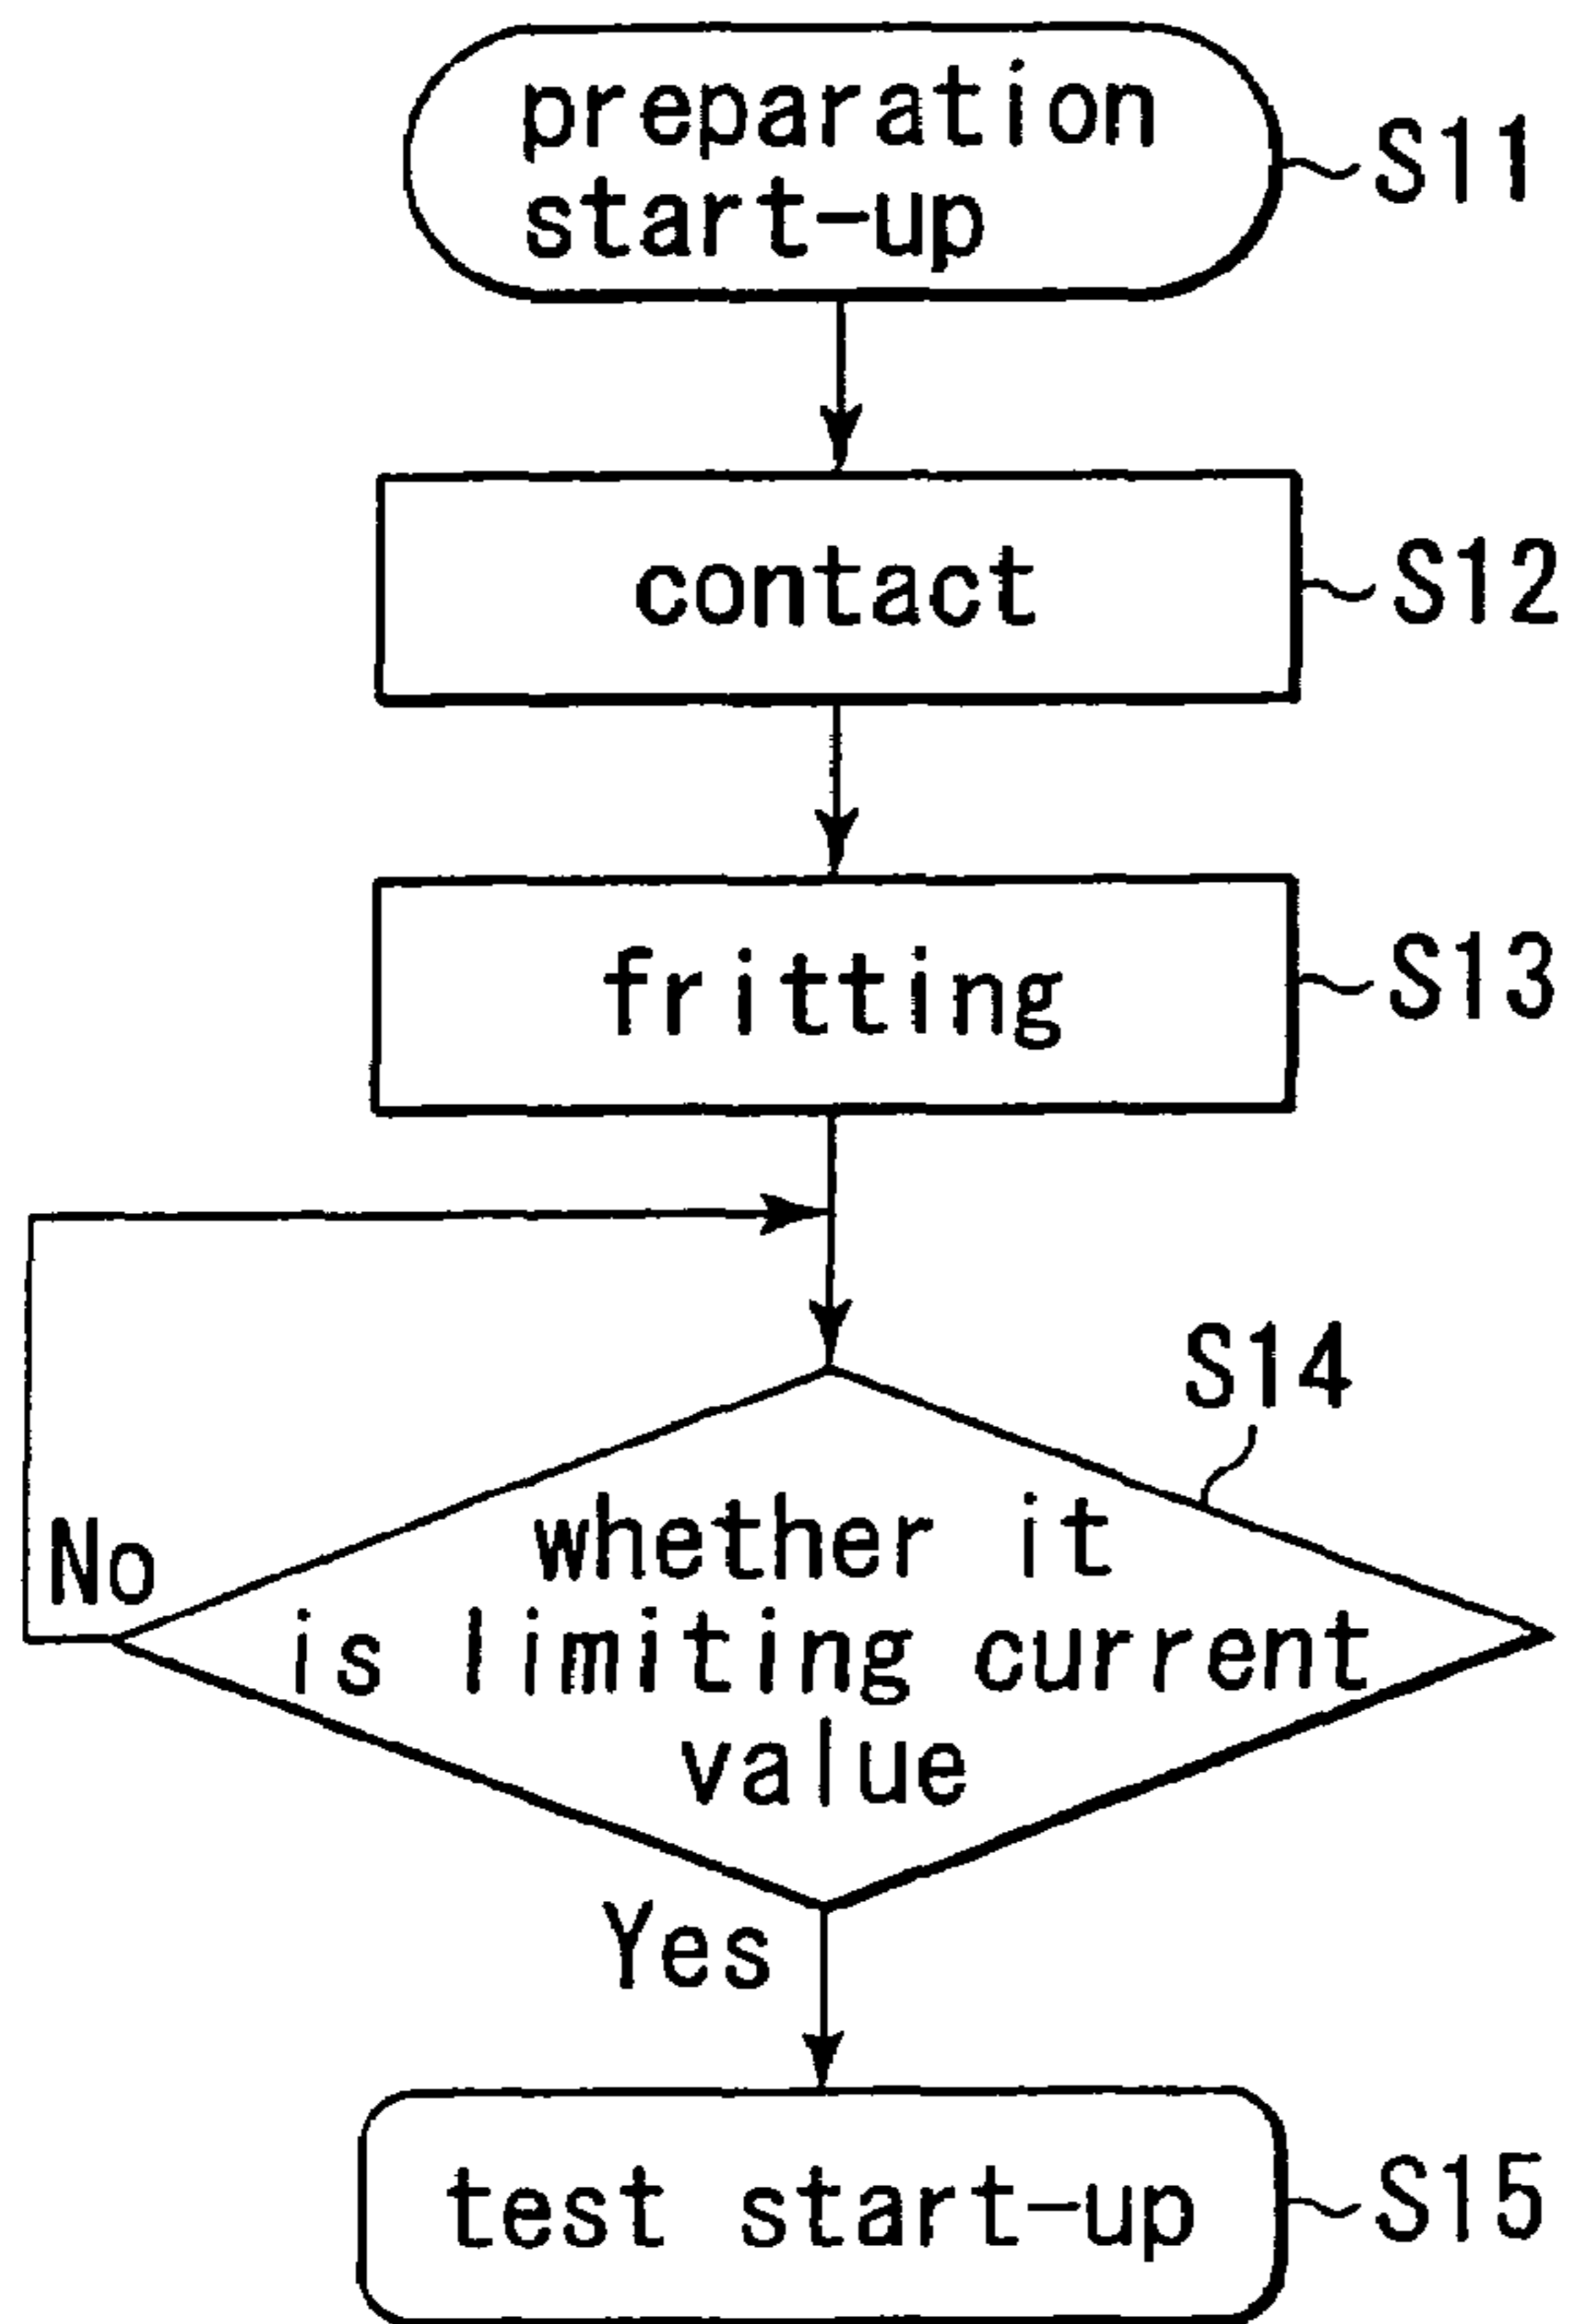 preparation
start-up
S11
contact
S12
fritting
S13
S14
whether it
is limiting current
value
No
Yes
test start-up
S15